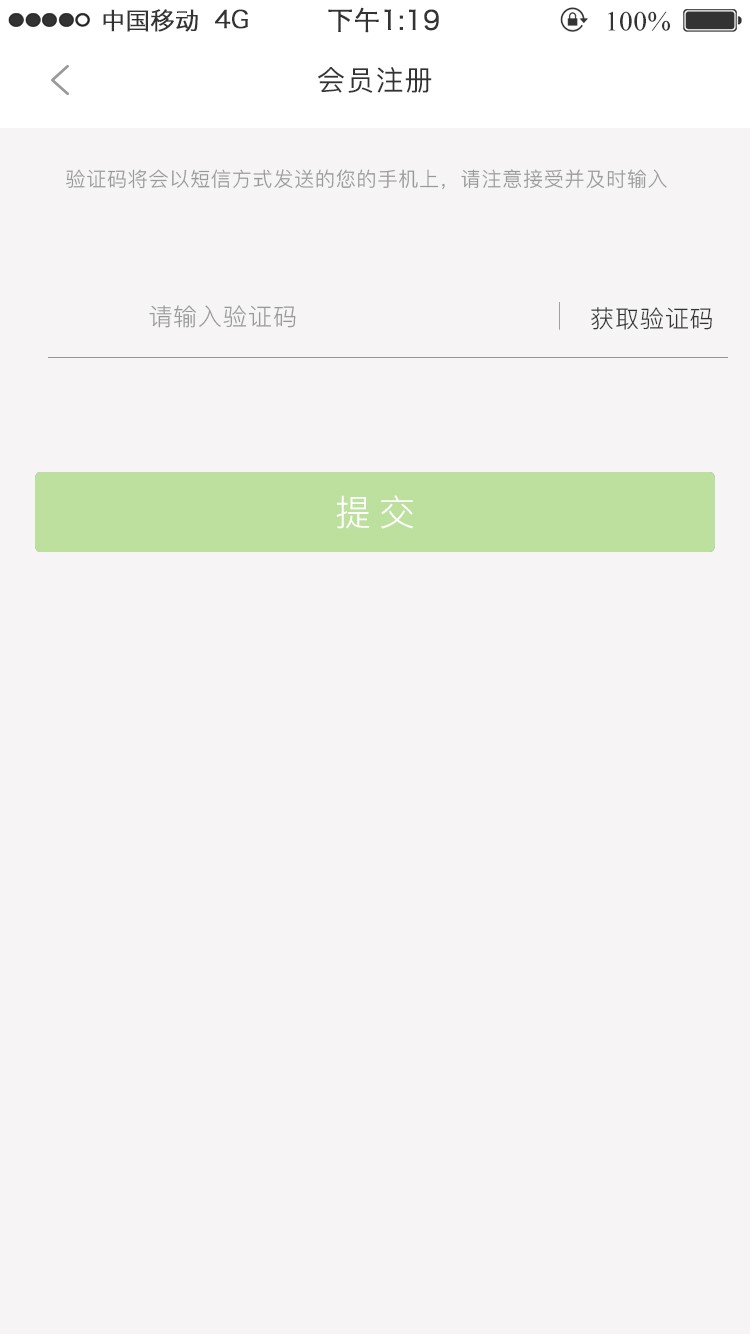 中国移动 4G 下午1:19 100%
会员注册
验证码将会以短信方式发送的您的手机上，请注意接受并及时输入
请输入验证码 获取验证码
提交